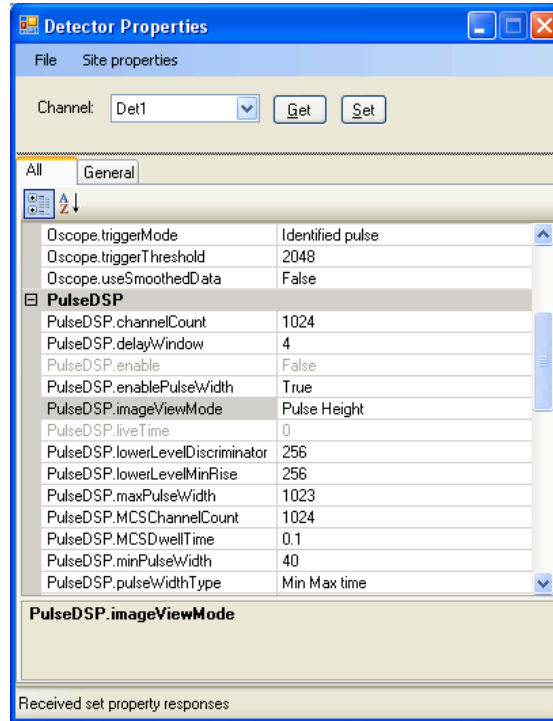 Detector Properties
File Site properties
Channel: Det1 Get Set
All General
Oscope.triggerMode Identified pulse
Oscope.triggerThreshold 2048
Oscope.useSmoothedData False
PulseDSP
PulseDSP.channelCount 1024
PulseDSP.delayWindow 4
PulseDSP.enable False
PulseDSP.enablePulseWidth True
PulseDSP.imageViewMode Pulse Height
PulseDSP.liveTime 0
PulseDSP.lowerLevelDiscriminator 256
PulseDSP.lowerLevelMinRise 256
PulseDSP.maxPulseWidth 1023
PulseDSP.MCSChannelCount 1024
PulseDSP.MCSDwellTime 0.1
PulseDSP.minPulseWidth 40
PulseDSP.pulseWidthType Min Max time
PulseDSP.imageViewMode
Received set property responses